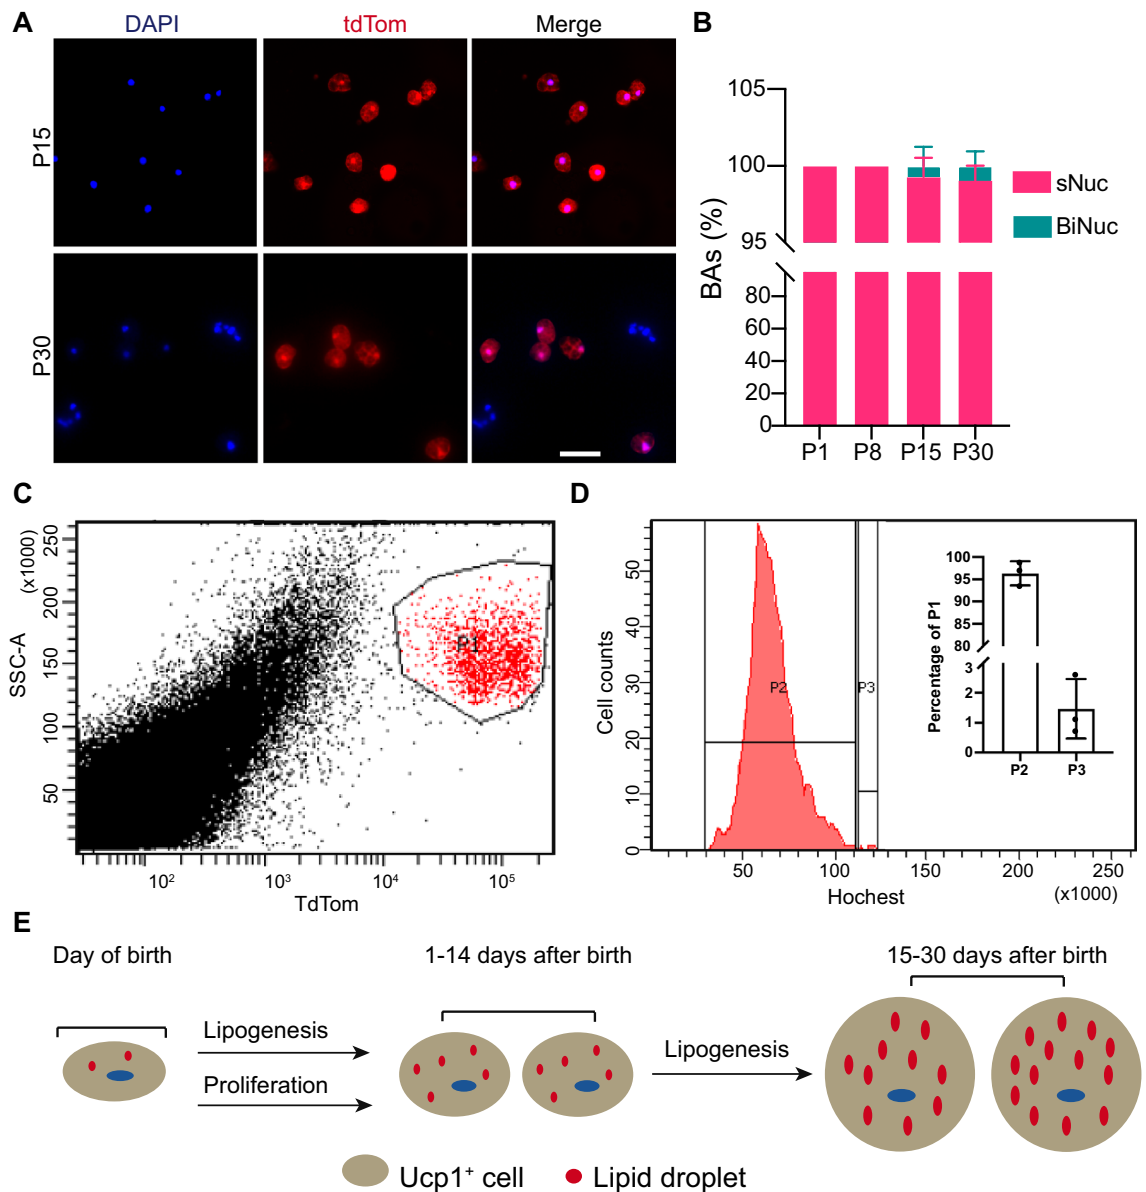 A
DAPI
tdTom
Merge
P15
P30
B
BAs (%)
105
100
95
80
60
40
20
0
P1
P8
P15
P30
sNuc
BiNuc
C
SSC-A
(x1000)
250
200
150
100
50
P1
10²
10³
10⁴
10⁵
TdTom
D
Cell counts
50
40
30
20
10
0
P2
P3
50
100
150
200
250
Hochest
(x1000)
Percentage of P1
100
95
90
85
80
3
2
1
0
P2
P3
E
Day of birth
1-14 days after birth
15-30 days after birth
Lipogenesis
Proliferation
Lipogenesis
Ucp1⁺ cell
Lipid droplet